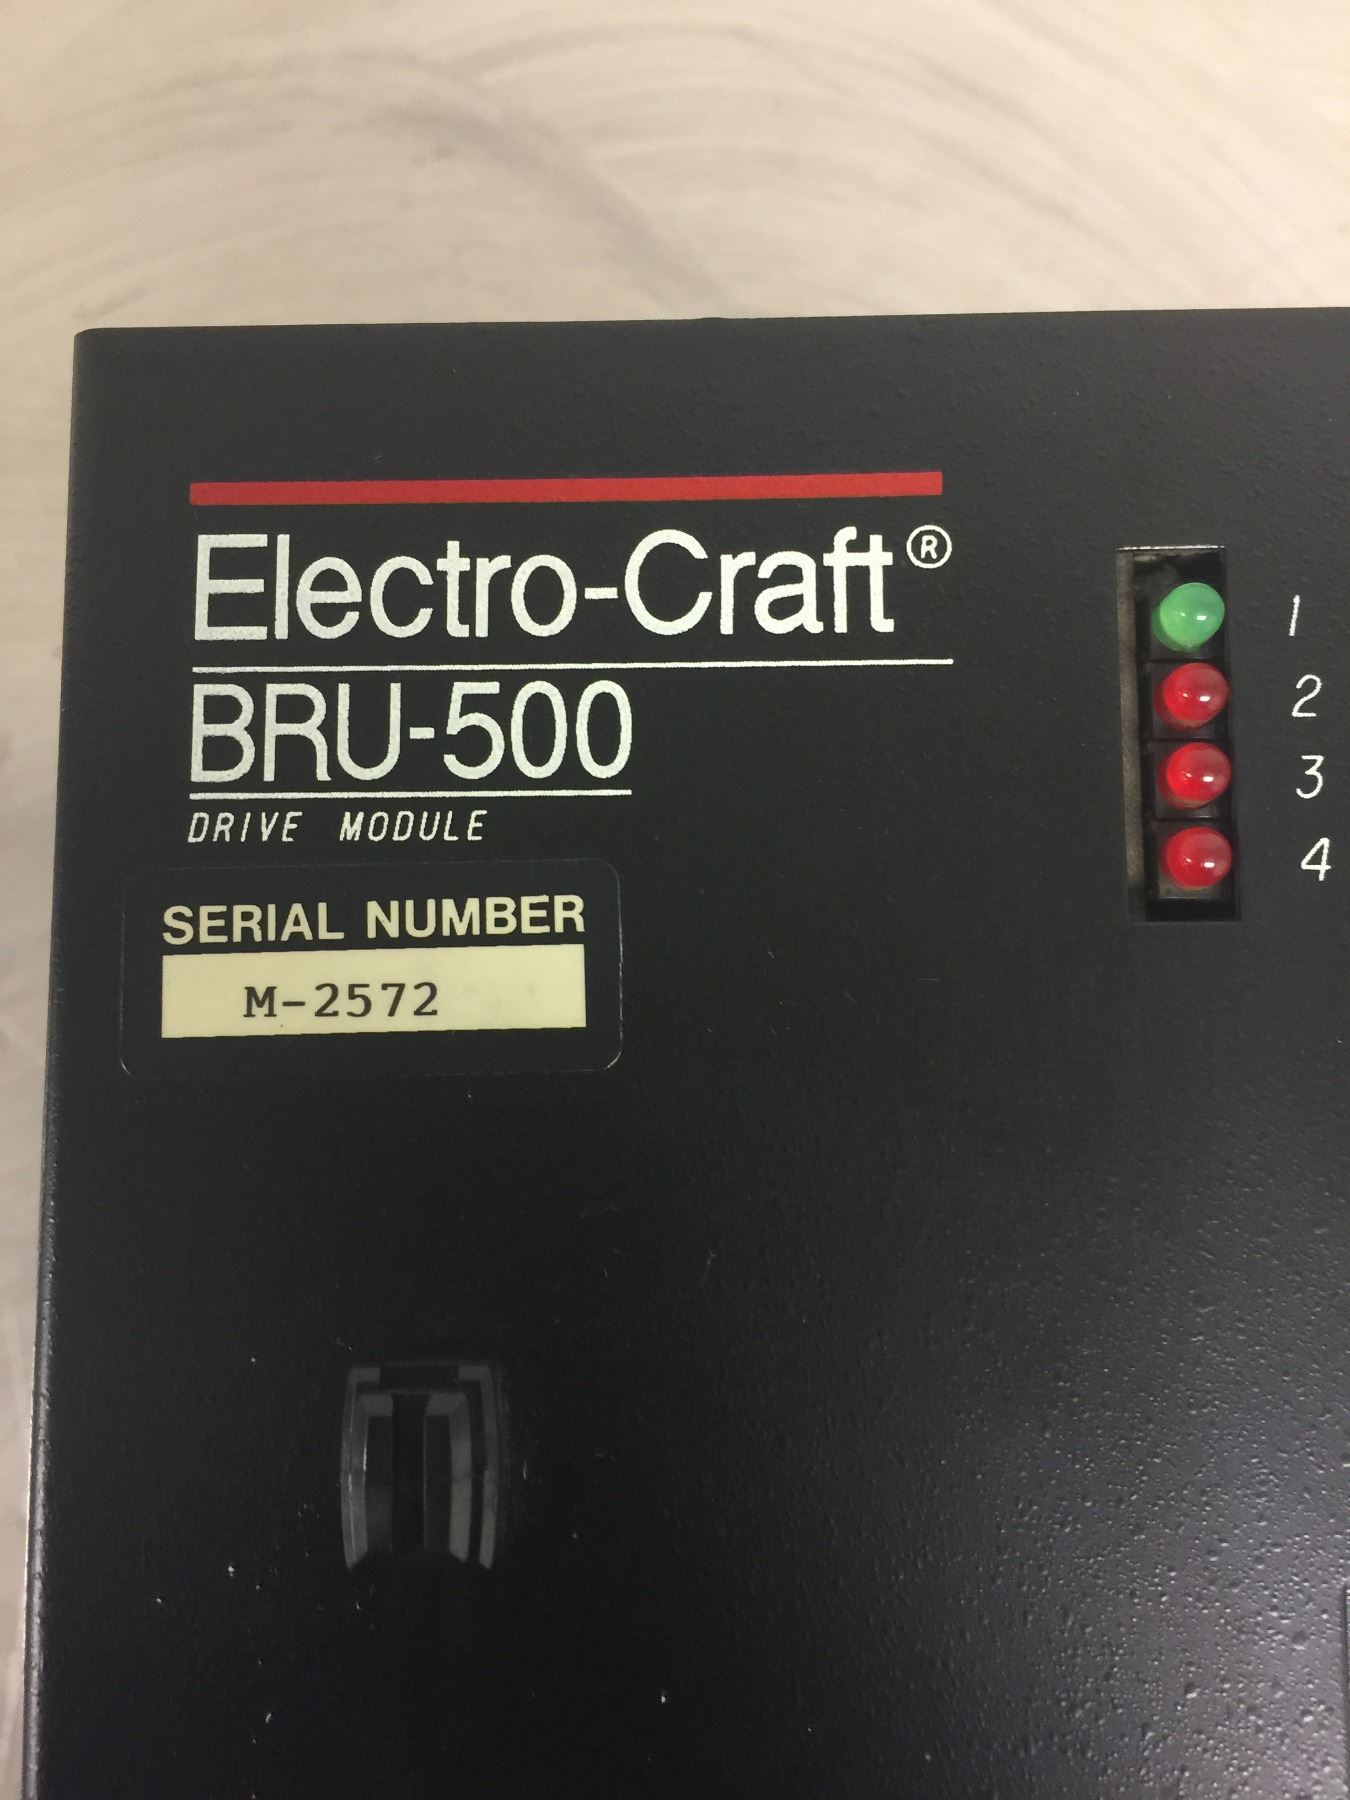 Electro-Craft®
BRU-500
DRIVE MODULE
SERIAL NUMBER
M-2572
1
2
3
4